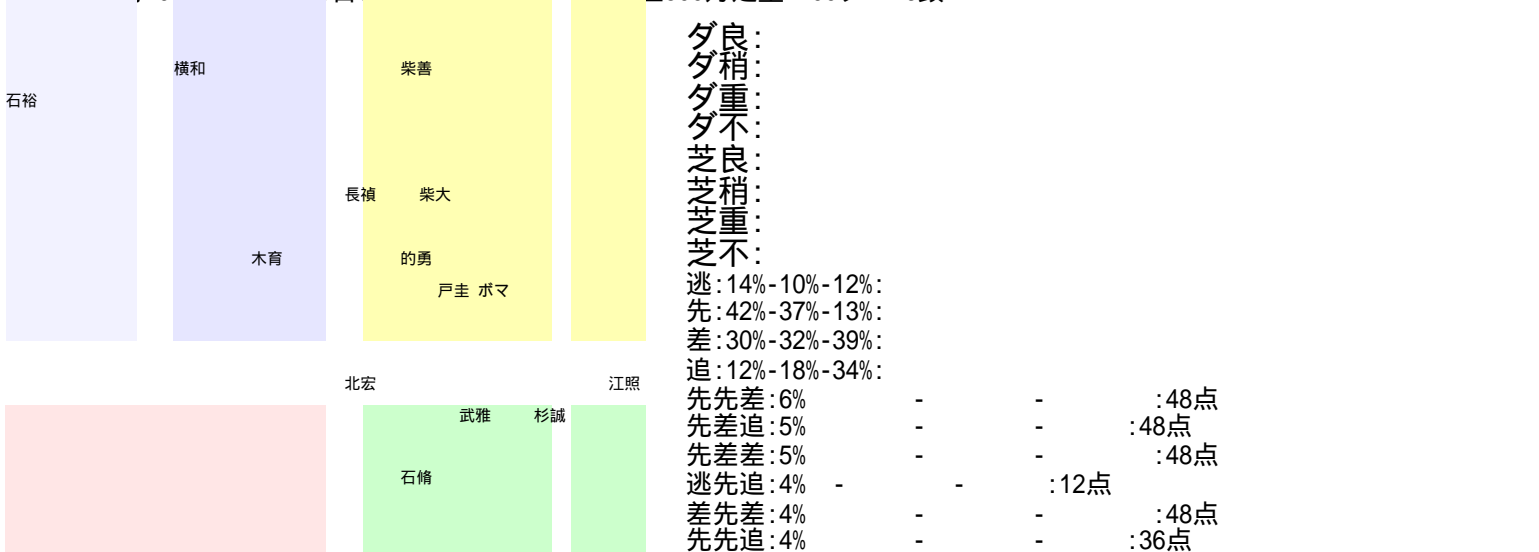 横和 柴善
石裕
長禎 柴大
木育 的勇
戸圭 ボマ
北宏 江照
武雅 杉誠
石脩
ダ良:
ダ稍:
ダ重:
ダ不:
芝良:
芝稍:
芝重:
芝不:
逃:14%-10%-12%:
先:42%-37%-13%:
差:30%-32%-39%:
追:12%-18%-34%:
先先差:6% - - :48点
先差追:5% - - :48点
先差差:5% - - :48点
逃先追:4% - - :12点
差先差:4% - - :48点
先先追:4% - - :36点